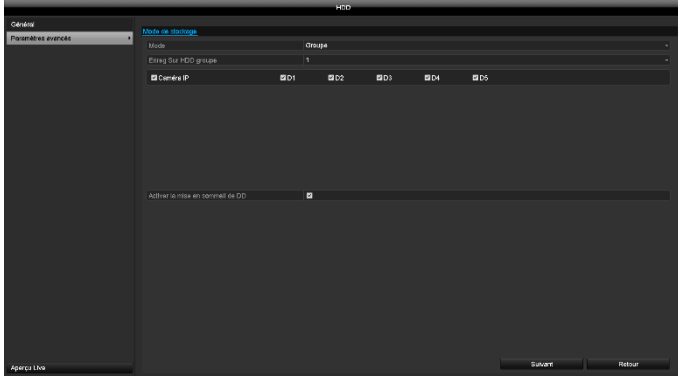 HDD
Général
Paramètres avancés
Mode de stockage
Mode Groupe
Enreg Sur HDD groupe 1
Caméra IP D1 D2 D3 D4 D5
Activer la mise en sommeil de DD
Suivant Retour
Aperçu Live